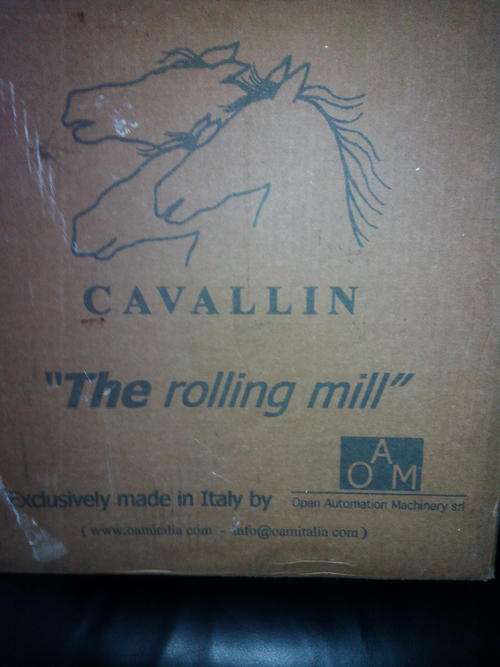 CAVALLIN
"The rolling mill"
OAM
Exclusively made in Italy by
Open Automation Machinery srl
( www.oamitalia.com - info@oamitalia.com )